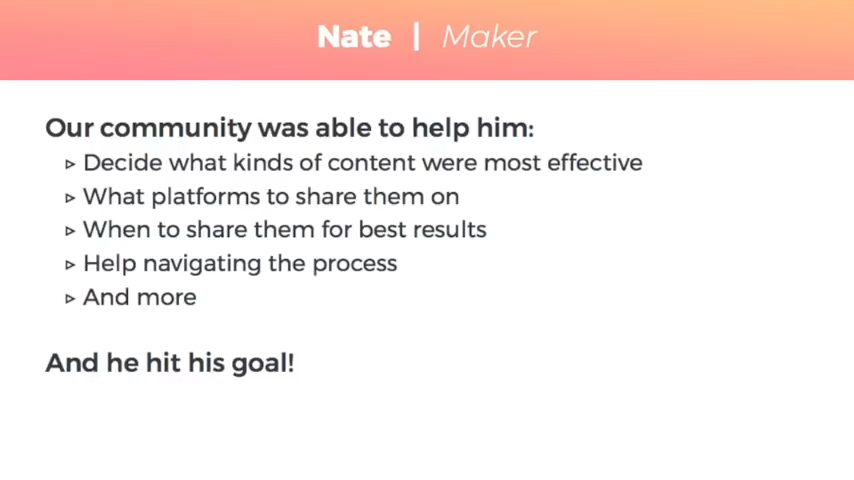 Nate | Maker
Our community was able to help him:
▹ Decide what kinds of content were most effective
▹ What platforms to share them on
▹ When to share them for best results
▹ Help navigating the process
▹ And more
And he hit his goal!